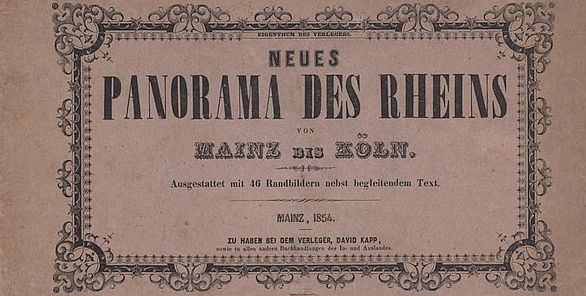 EIGENTHUM DES VERLEGERS.
NEUES
PANORAMA DES RHEINS
VON
MAINZ BIS KÖLN.
Ausgestattet mit 46 Randbildern nebst begleitendem Text.
MAINZ, 1854.
ZU HABEN BEI DEM VERLEGER, DAVID KAPP,
sowie in allen andern Buchhandlungen des In- und Auslandes.